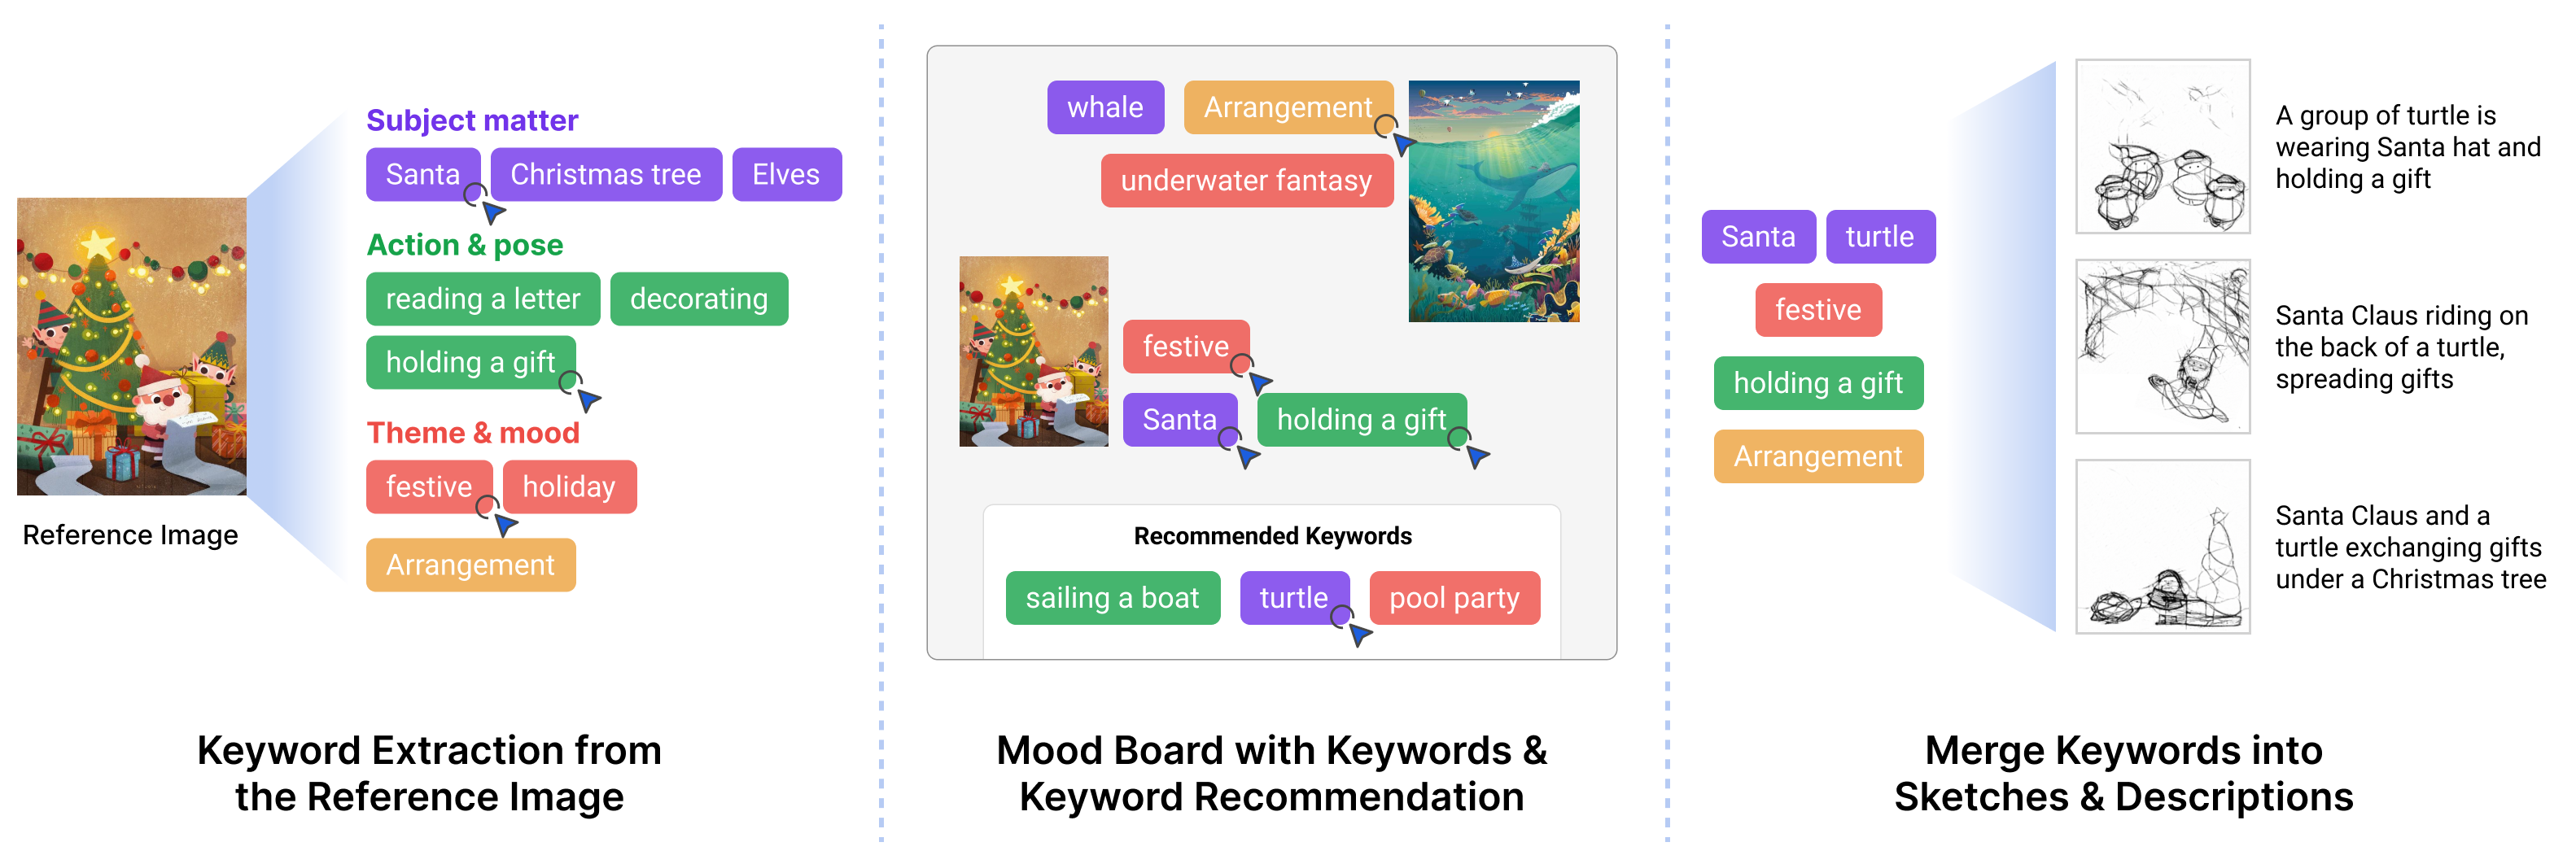 Subject matter
Santa Christmas tree Elves
Action & pose
reading a letter decorating
holding a gift
Theme & mood
festive holiday
Arrangement
Reference Image
Keyword Extraction from
the Reference Image
whale Arrangement
underwater fantasy
festive
Santa holding a gift
Recommended Keywords
sailing a boat turtle pool party
Mood Board with Keywords &
Keyword Recommendation
Santa turtle
festive
holding a gift
Arrangement
A group of turtle is
wearing Santa hat and
holding a gift
Santa Claus riding on
the back of a turtle,
spreading gifts
Santa Claus and a
turtle exchanging gifts
under a Christmas tree
Merge Keywords into
Sketches & Descriptions